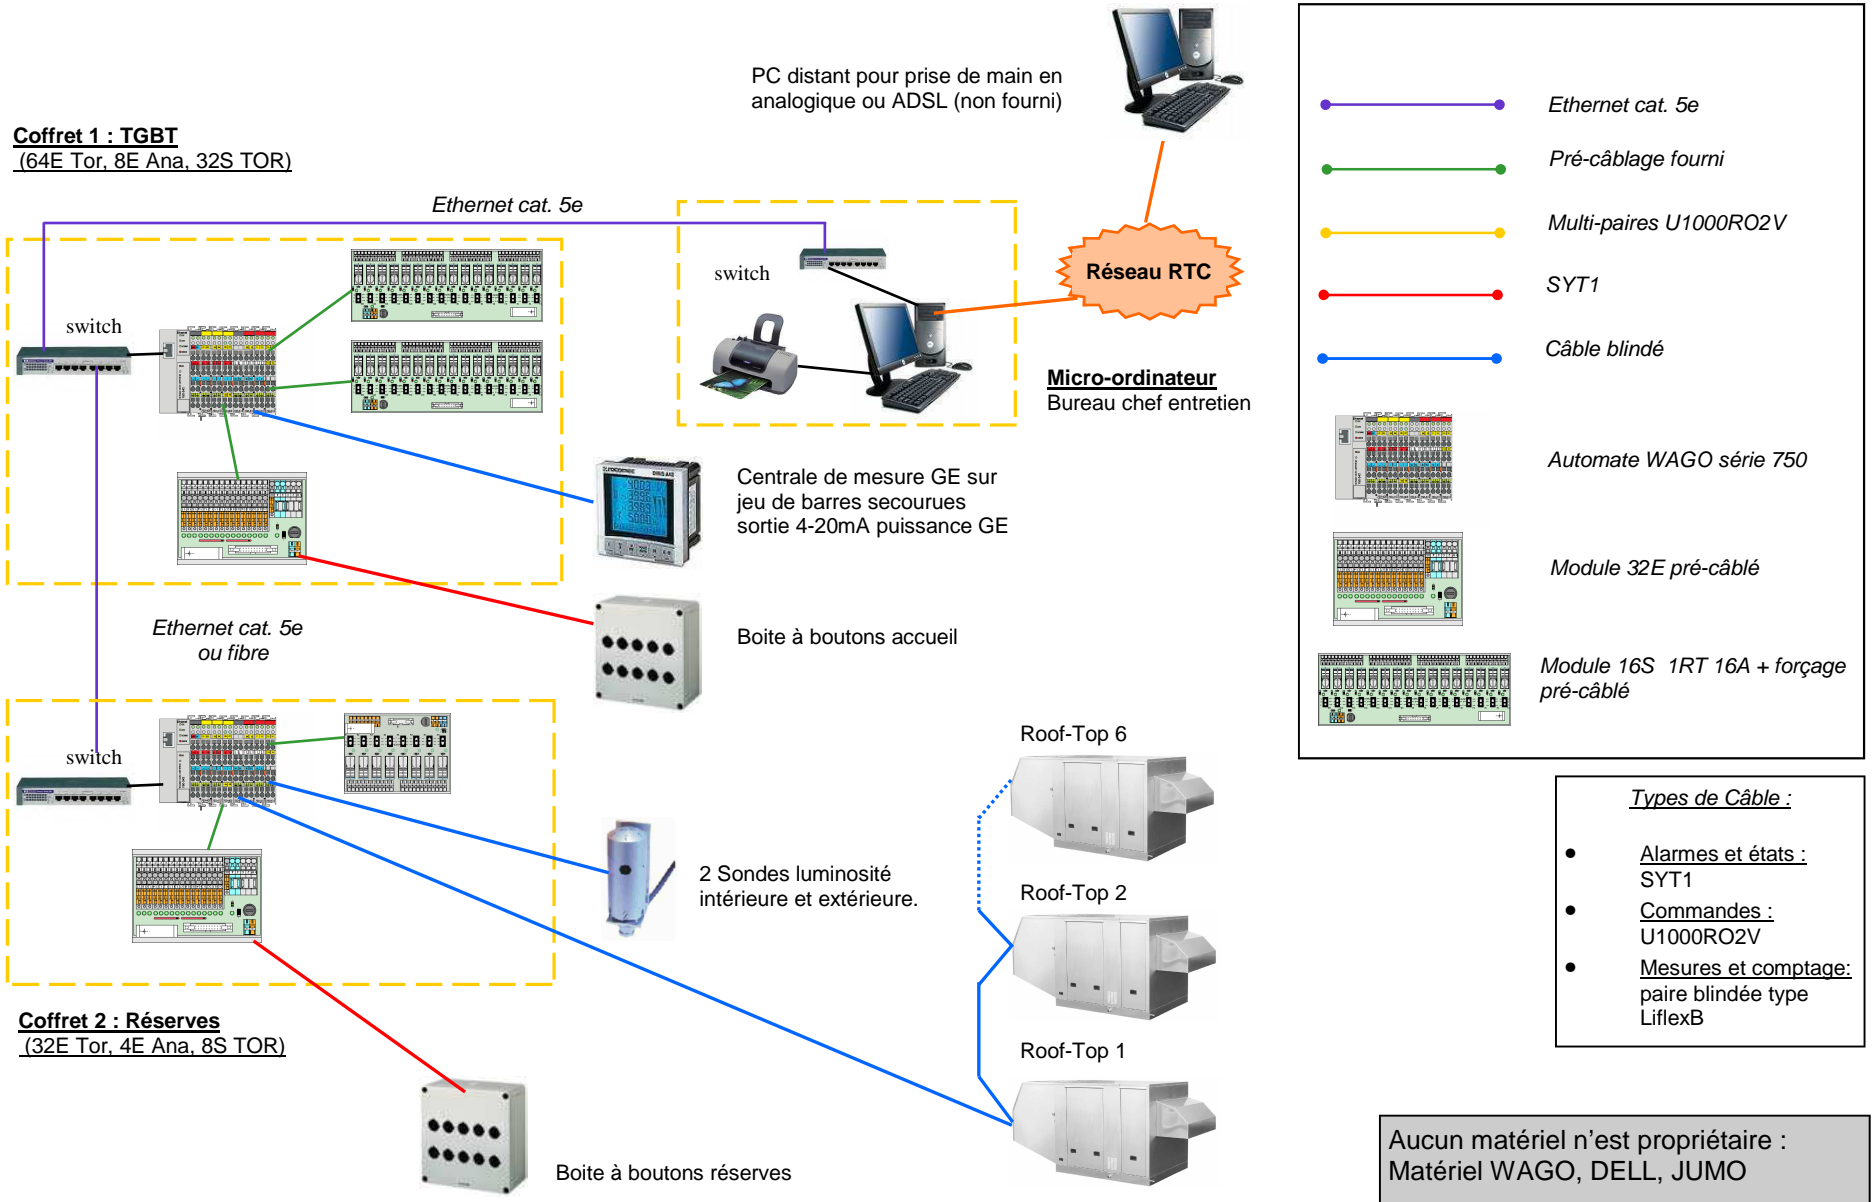 PC distant pour prise de main en
analogique ou ADSL (non fourni)
Coffret 1 : TGBT
(64E Tor, 8E Ana, 32S TOR)
Ethernet cat. 5e
switch
switch
Réseau RTC
Micro-ordinateur
Bureau chef entretien
Centrale de mesure GE sur
jeu de barres secourues
sortie 4-20mA puissance GE
Boite à boutons accueil
Ethernet cat. 5e
ou fibre
switch
2 Sondes luminosité
intérieure et extérieure.
Roof-Top 6
Roof-Top 2
Roof-Top 1
Coffret 2 : Réserves
(32E Tor, 4E Ana, 8S TOR)
Boite à boutons réserves
Ethernet cat. 5e
Pré-câblage fourni
Multi-paires U1000RO2V
SYT1
Câble blindé
Automate WAGO série 750
Module 32E pré-câblé
Module 16S 1RT 16A + forçage
pré-câblé
Types de Câble :
• Alarmes et états :
SYT1
• Commandes :
U1000RO2V
• Mesures et comptage:
paire blindée type
LiflexB
Aucun matériel n'est propriétaire :
Matériel WAGO, DELL, JUMO